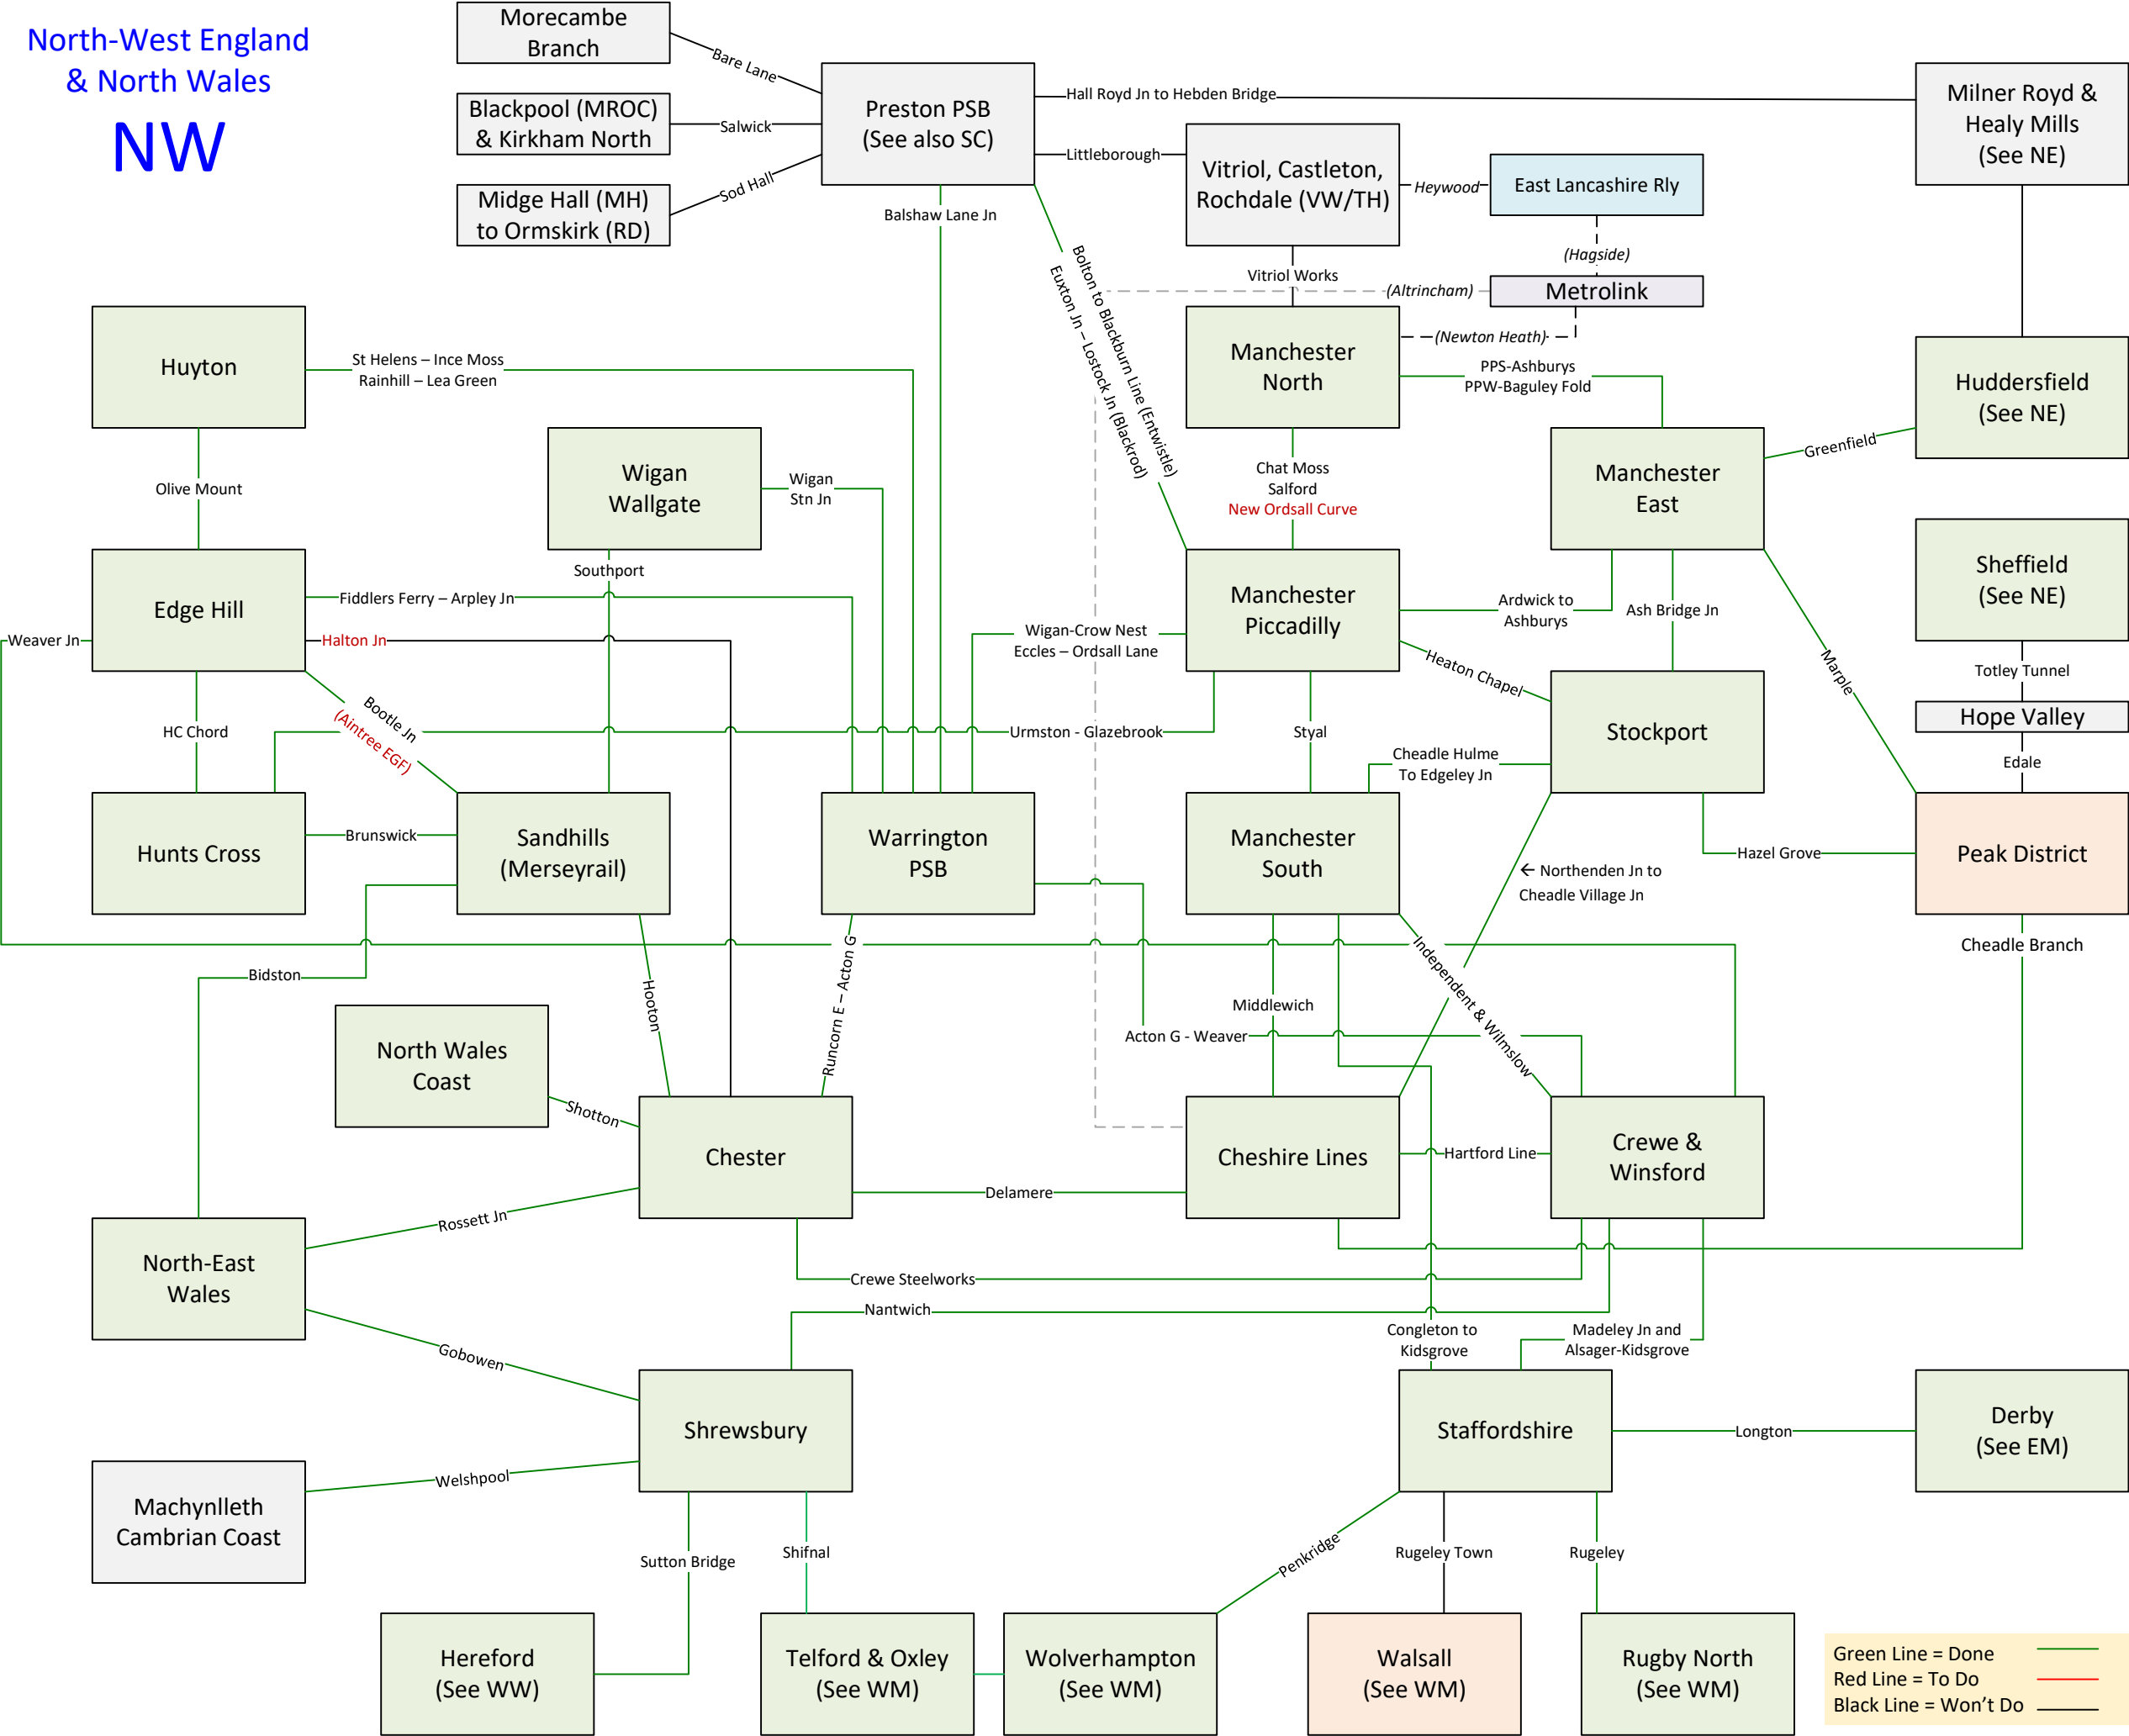 North-West England
& North Wales
NW
Morecambe
Branch
Bare Lane
Blackpool (MROC)
& Kirkham North
Salwick
Midge Hall (MH)
to Ormskirk (RD)
Sod Hall
Preston PSB
(See also SC)
Hall Royd Jn to Hebden Bridge
Littleborough
Milner Royd &
Healy Mills
(See NE)
Vitriol, Castleton,
Rochdale (VW/TH)
Heywood
East Lancashire Rly
(Hagside)
Balshaw Lane Jn
Bolton to Blackburn Line (Entwistle)
Euxton Jn – Lostock Jn (Blackrod)
Vitriol Works
(Altrincham)
Metrolink
(Newton Heath)
Huyton
St Helens – Ince Moss
Rainhill – Lea Green
Manchester
North
PPS-Ashburys
PPW-Baguley Fold
Huddersfield
(See NE)
Greenfield
Olive Mount
Wigan
Wallgate
Wigan
Stn Jn
Chat Moss
Salford
New Ordsall Curve
Manchester
East
Southport
Sheffield
(See NE)
Edge Hill
Fiddlers Ferry – Arpley Jn
Weaver Jn
Halton Jn
Wigan-Crow Nest
Eccles – Ordsall Lane
Manchester
Piccadilly
Ardwick to
Ashburys
Ash Bridge Jn
Heaton Chapel
Marple
Totley Tunnel
Hope Valley
Edale
HC Chord
Bootle Jn
(Aintree EGF)
Urmston - Glazebrook
Styal
Stockport
Cheadle Hulme
To Edgeley Jn
Hunts Cross
Brunswick
Sandhills
(Merseyrail)
Warrington
PSB
Manchester
South
← Northenden Jn to
Cheadle Village Jn
Hazel Grove
Peak District
Cheadle Branch
Bidston
Hooton
Runcorn E – Acton G
Middlewich
Independent & Wilmslow
Acton G - Weaver
North Wales
Coast
Shotton
Chester
Cheshire Lines
Hartford Line
Crewe &
Winsford
Delamere
Rossett Jn
North-East
Wales
Crewe Steelworks
Nantwich
Gobowen
Congleton to
Kidsgrove
Madeley Jn and
Alsager-Kidsgrove
Shrewsbury
Staffordshire
Longton
Derby
(See EM)
Welshpool
Machynlleth
Cambrian Coast
Sutton Bridge
Shifnal
Penkridge
Rugeley Town
Rugeley
Hereford
(See WW)
Telford & Oxley
(See WM)
Wolverhampton
(See WM)
Walsall
(See WM)
Rugby North
(See WM)
Green Line = Done
Red Line = To Do
Black Line = Won’t Do